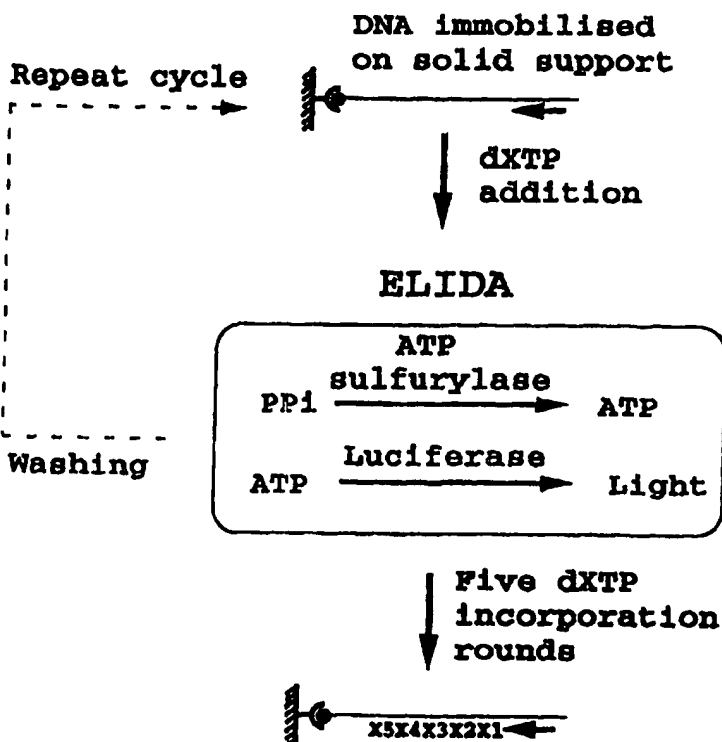 DNA immobilised
on solid support
Repeat cycle
dXTP
addition
ELIDA
ATP
sulfurylase
PPi
ATP
Washing
Luciferase
ATP
Light
Five dXTP
incorporation
rounds
X5X4X3X2X1